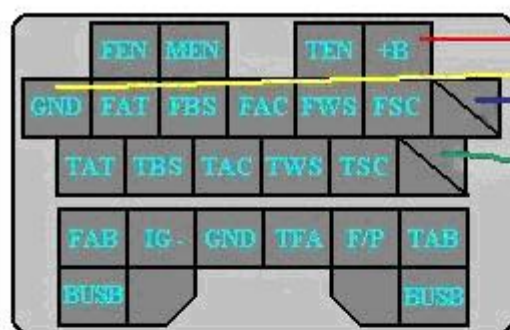 FEN MEN TEN +B
GND FAT FBS FAC FWS FSC
TAT TBS TAC TWS TSC
FAB IG - GND TFA F/P TAB
BUSB BUSB